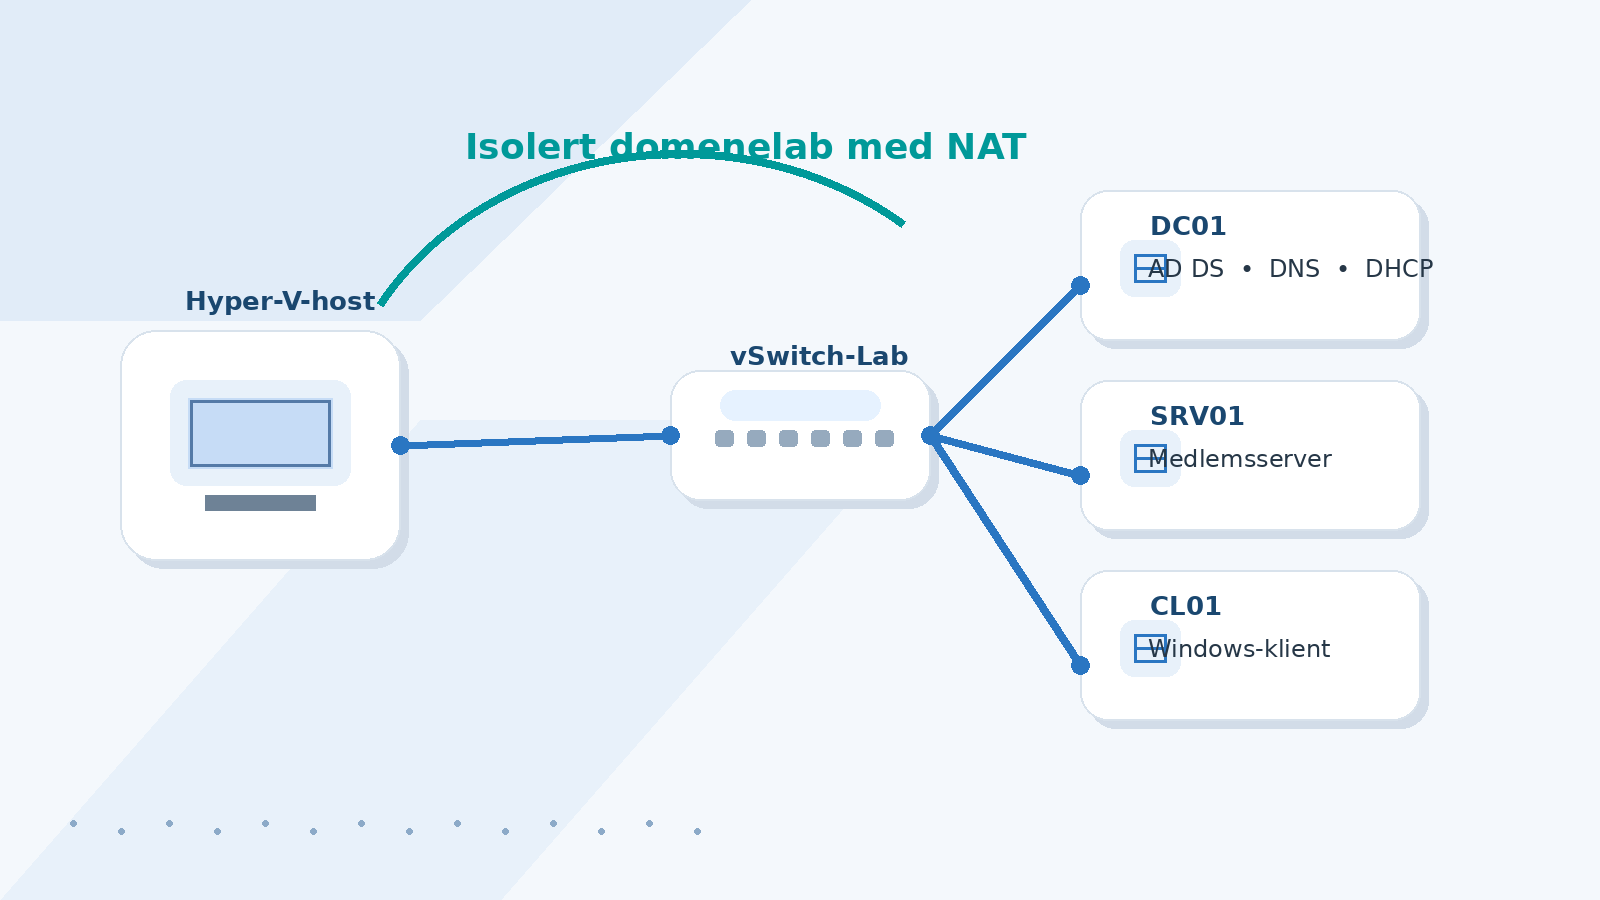 Isolert domenelab med NAT
Hyper-V-host
vSwitch-Lab
DC01
AD DS • DNS • DHCP
SRV01
Medlemsserver
CL01
Windows-klient